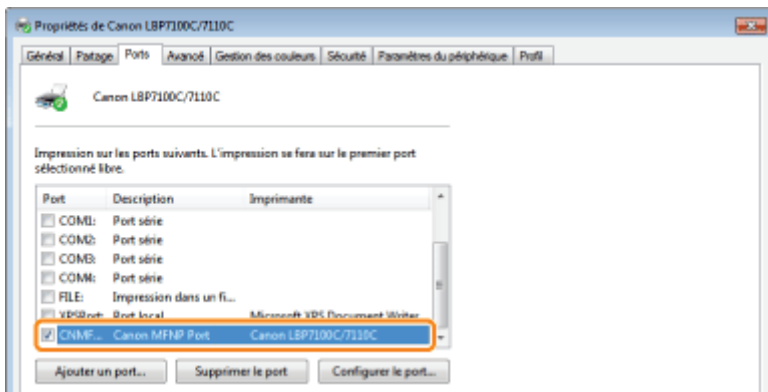 Propriétés de Canon LBP7100C/7110C
Général Partage Ports Avancé Gestion des couleurs Sécurité Paramètres du périphérique Profil
Canon LBP7100C/7110C
Impression sur les ports suivants. L'impression se fera sur le premier port
sélectionné libre.
Port Description Imprimante
COM1: Port série
COM2: Port série
COM3: Port série
COM4: Port série
FILE: Impression dans un fi...
XPSPort: Port local Microsoft XPS Document Writer
CNMF... Canon MFNP Port Canon LBP7100C/7110C
Ajouter un port... Supprimer le port Configurer le port...